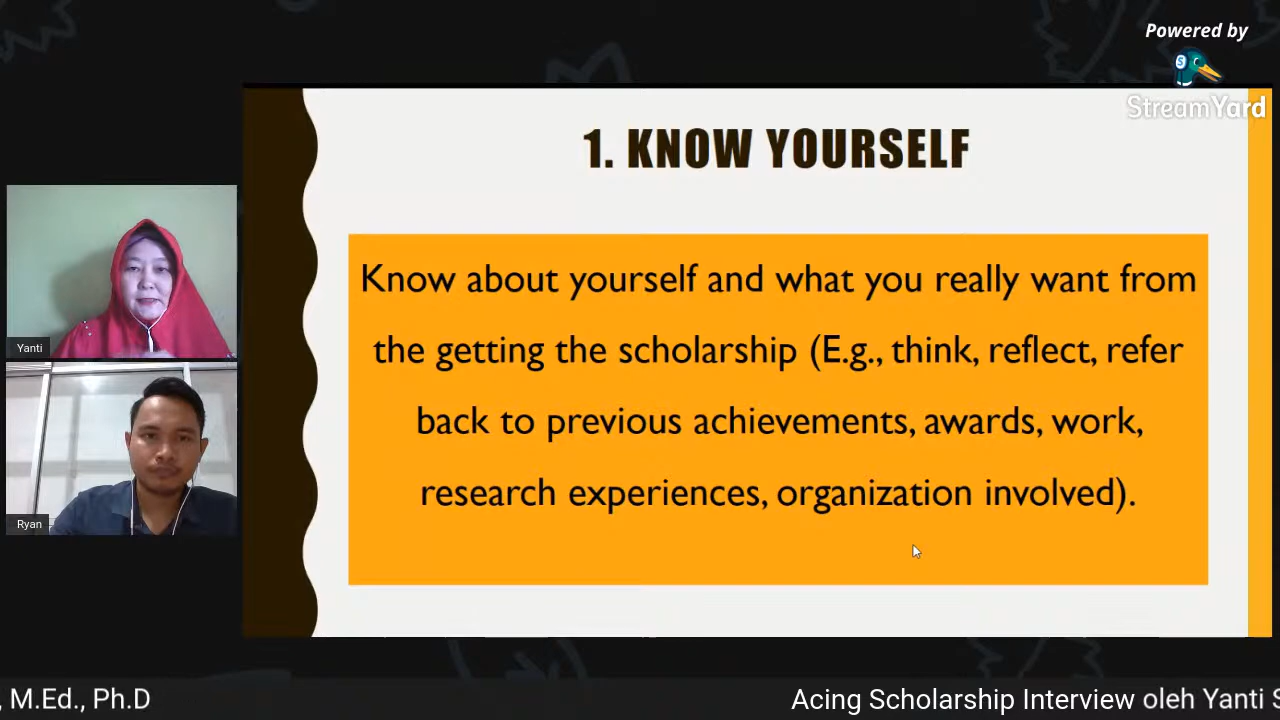 Powered by
StreamYard
1. KNOW YOURSELF
Know about yourself and what you really want from
the getting the scholarship (E.g., think, reflect, refer
back to previous achievements, awards, work,
research experiences, organization involved).
Yanti
Ryan
, M.Ed., Ph.D
Acing Scholarship Interview oleh Yanti S